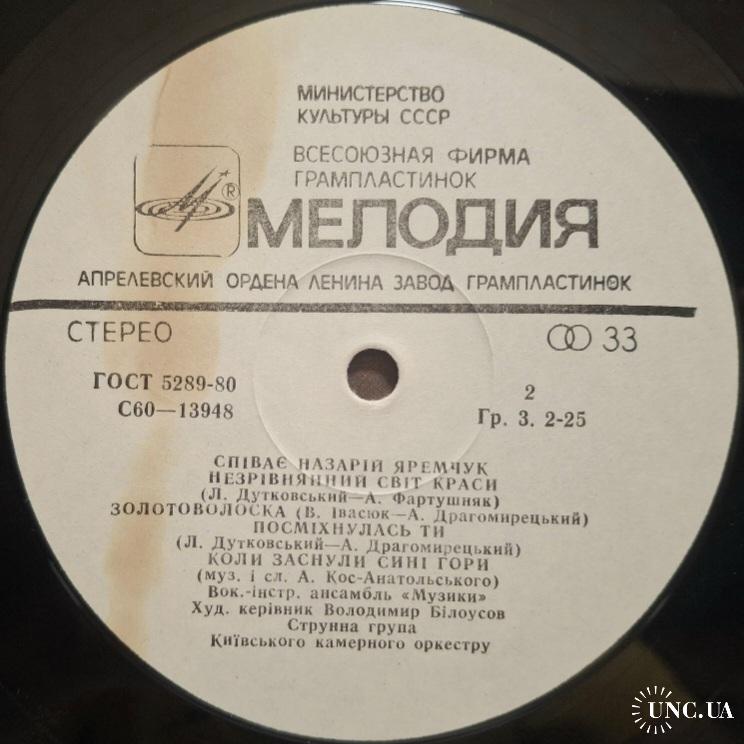 МИНИСТЕРСТВО
КУЛЬТУРЫ СССР
ВСЕСОЮЗНАЯ ФИРМА
ГРАМПЛАСТИНОК
®
МЕЛОДИЯ
АПРЕЛЕВСКИЙ ОРДЕНА ЛЕНИНА ЗАВОД ГРАМПЛАСТИНОК
СТЕРЕО
33
ГОСТ 5289-80
С60—13948
2
Гр. 3. 2-25
СПІВАЄ НАЗАРІЙ ЯРЕМЧУК
НЕЗРІВНЯННИЙ СВІТ КРАСИ
(Л. Дутковський—А. Фартушняк)
ЗОЛОТОВОЛОСКА (В. Івасюк—А. Драгомирецький)
ПОСМІХНУЛАСЬ ТИ
(Л. Дутковський—А. Драгомирецький)
КОЛИ ЗАСНУЛИ СИНІ ГОРИ
(муз. і сл. А. Кос-Анатольського)
Вок.-інстр. ансамбль «Музики»
Худ. керівник Володимир Білоусов
Струнна група
Київського камерного оркестру
UNC.UA